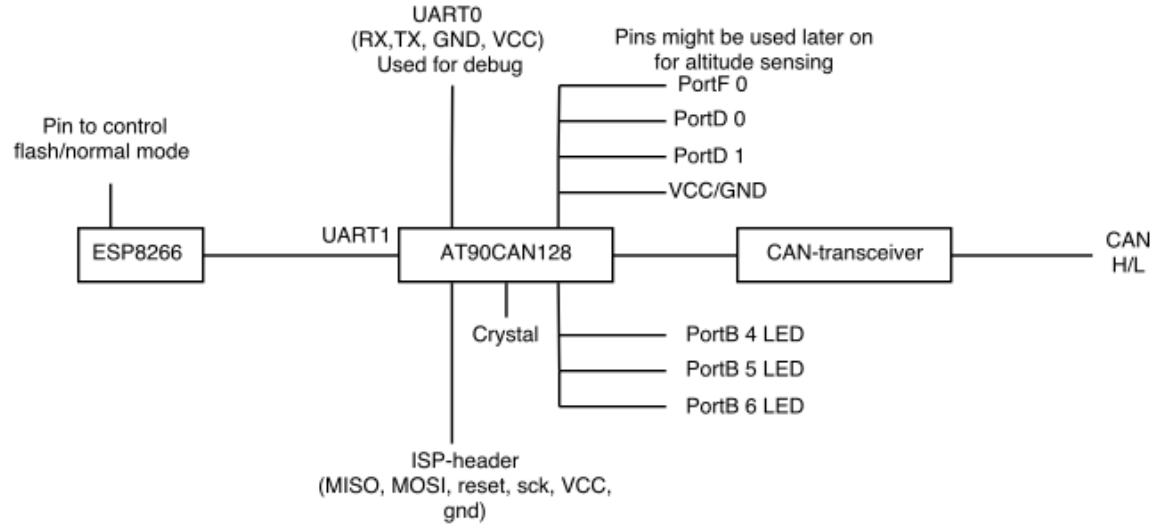 UART0
(RX,TX, GND, VCC)
Used for debug
Pins might be used later on
for altitude sensing
PortF 0
PortD 0
PortD 1
VCC/GND
Pin to control
flash/normal mode
ESP8266
UART1
AT90CAN128
CAN-transceiver
CAN
H/L
Crystal
PortB 4 LED
PortB 5 LED
PortB 6 LED
ISP-header
(MISO, MOSI, reset, sck, VCC,
gnd)